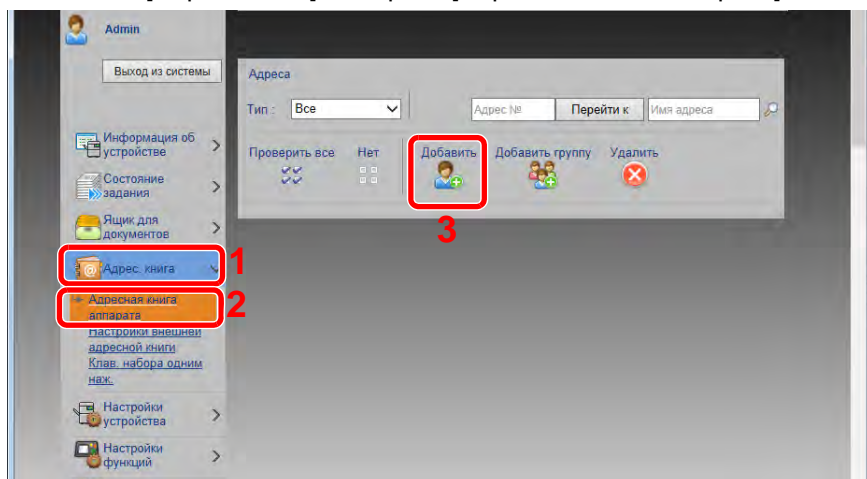 Admin
Выход из системы
Адреса
Тип :
Все
Адрес №
Перейти к
Имя адреса
Информация об
устройстве
Проверить все
Нет
Добавить
Добавить группу
Удалить
Состояние
задания
3
Ящик для
документов
Адрес. книга
1
Адресная книга
аппарата
2
Настройки внешней
адресной книги
Клав. набора одним
наж.
Настройки
устройства
Настройки
функций